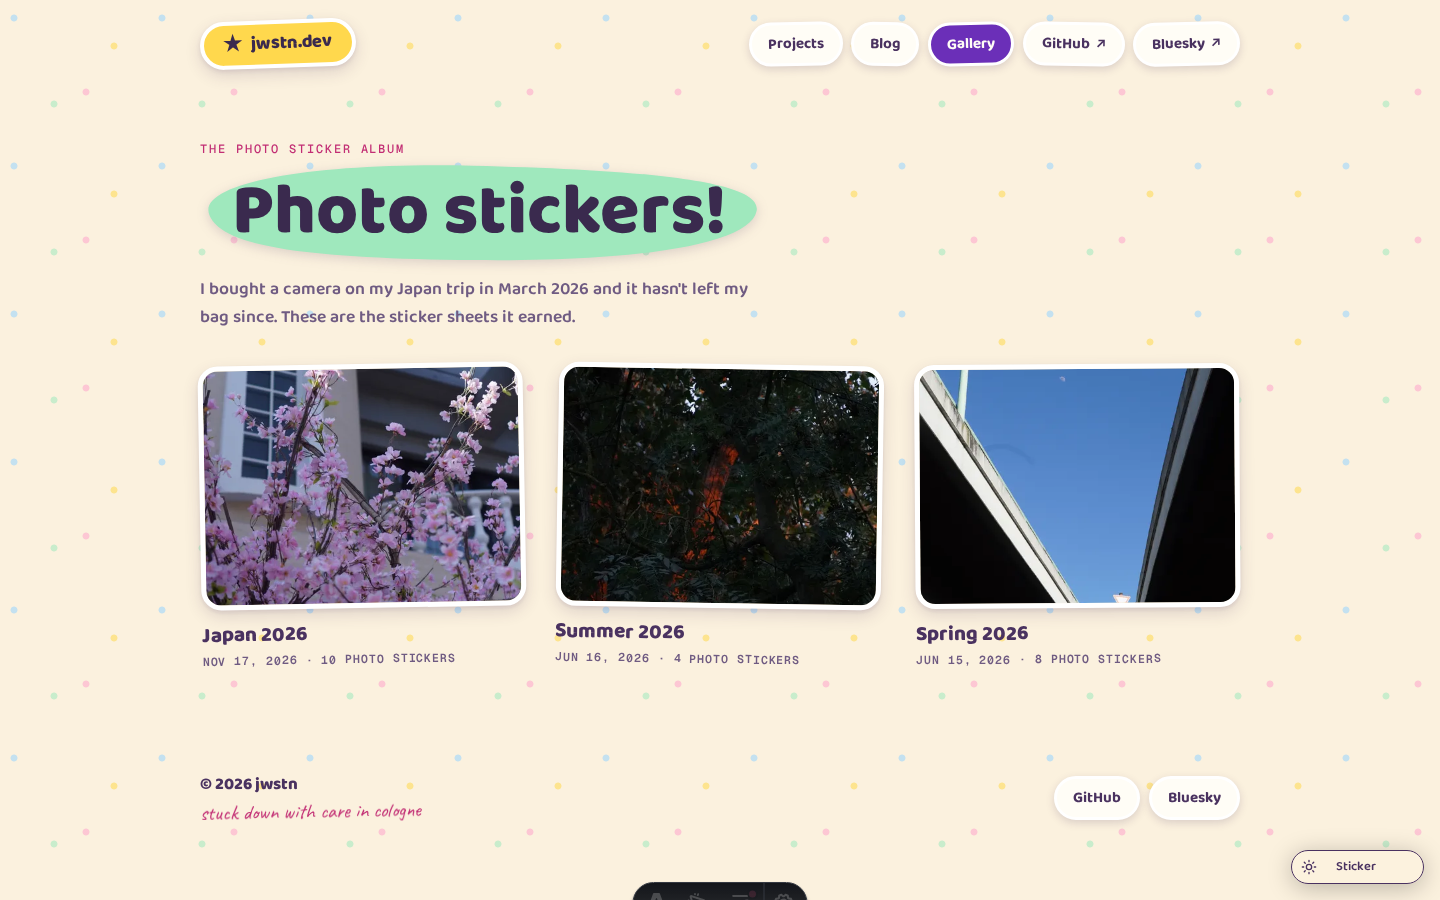 ★ jwstn.dev
Projects
Blog
Gallery
GitHub ↗
Bluesky ↗
THE PHOTO STICKER ALBUM
Photo stickers!
I bought a camera on my Japan trip in March 2026 and it hasn't left my
bag since. These are the sticker sheets it earned.
Japan 2026
NOV 17, 2026 · 10 PHOTO STICKERS
Summer 2026
JUN 16, 2026 · 4 PHOTO STICKERS
Spring 2026
JUN 15, 2026 · 8 PHOTO STICKERS
© 2026 jwstn
stuck down with care in cologne
GitHub
Bluesky
Sticker